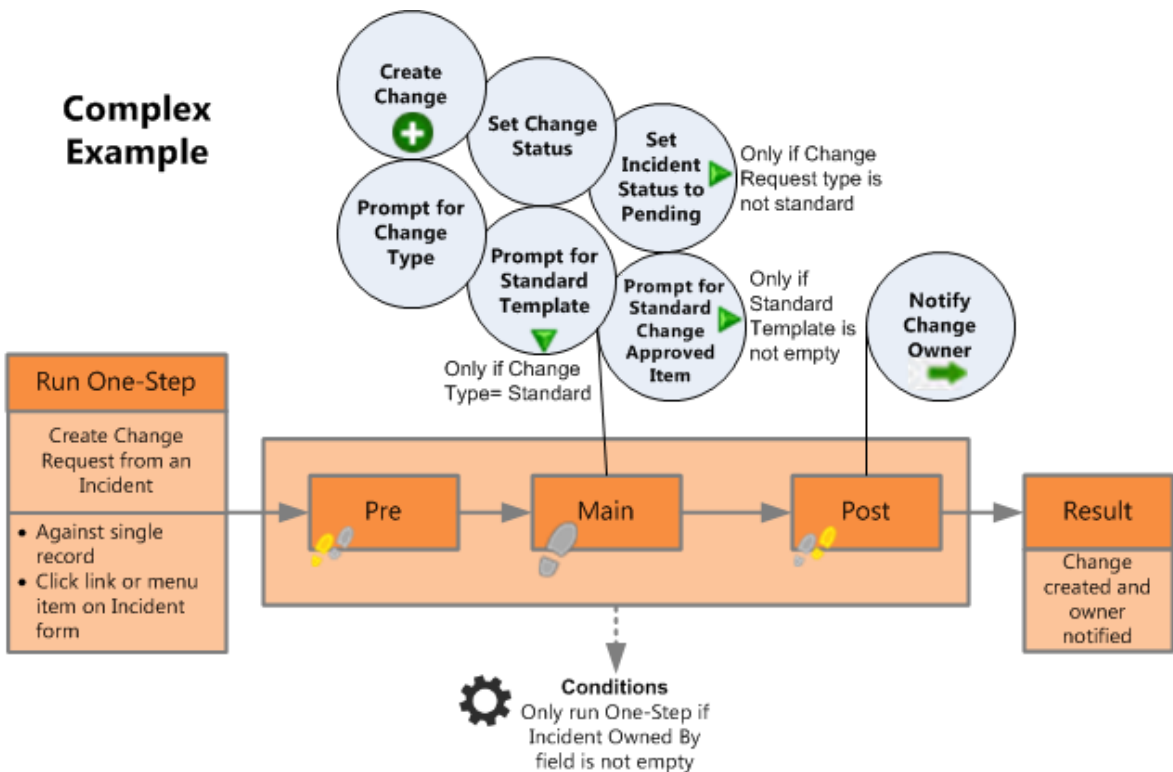 Complex
Example
Create
Change
Set Change
Status
Set
Incident
Status to
Pending
Only if Change
Request type is
not standard
Prompt for
Change
Type
Prompt for
Standard
Template
Only if Change
Type= Standard
Prompt for
Standard
Change
Approved
Item
Only if
Standard
Template is
not empty
Notify
Change
Owner
Run One-Step
Create Change
Request from an
Incident
• Against single
record
• Click link or menu
item on Incident
form
Pre
Main
Post
Result
Change
created and
owner
notified
Conditions
Only run One-Step if
Incident Owned By
field is not empty